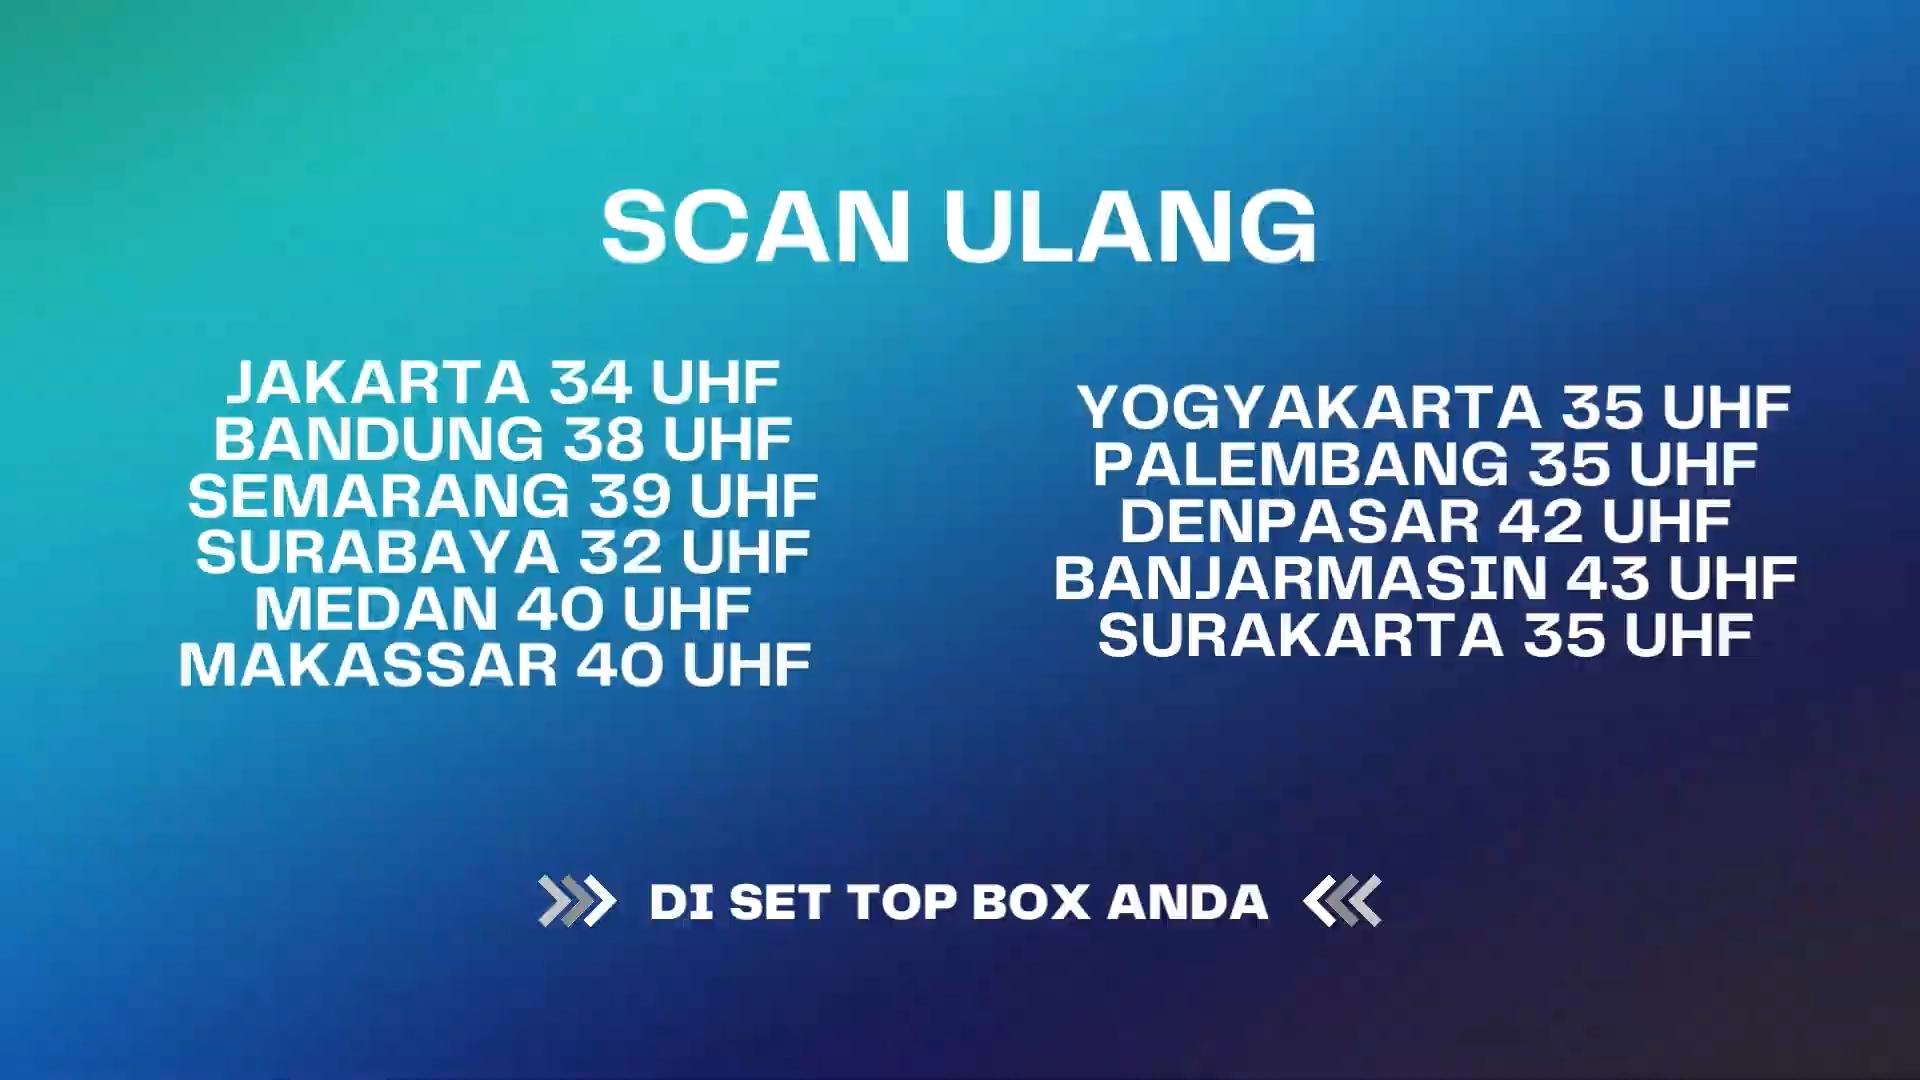 SCAN ULANG
JAKARTA 34 UHF
BANDUNG 38 UHF
SEMARANG 39 UHF
SURABAYA 32 UHF
MEDAN 40 UHF
MAKASSAR 40 UHF
YOGYAKARTA 35 UHF
PALEMBANG 35 UHF
DENPASAR 42 UHF
BANJARMASIN 43 UHF
SURAKARTA 35 UHF
DI SET TOP BOX ANDA